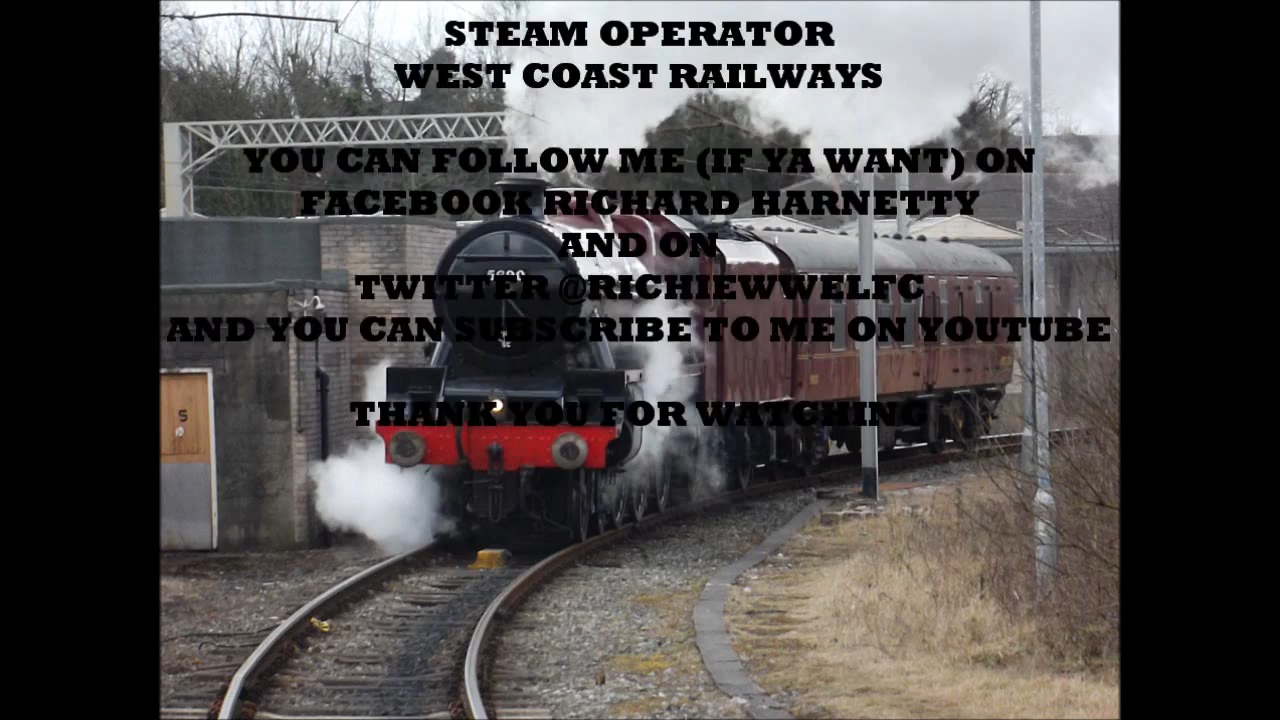 STEAM OPERATOR
WEST COAST RAILWAYS
YOU CAN FOLLOW ME (IF YA WANT) ON
FACEBOOK RICHARD HARNETTY
AND ON
TWITTER @RICHIEWWELFC
AND YOU CAN SUBSCRIBE TO ME ON YOUTUBE
THANK YOU FOR WATCHING
5690
S